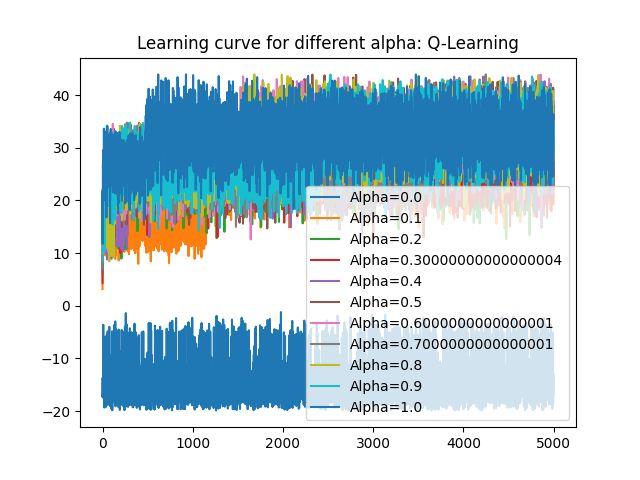 Learning curve for different alpha: Q-Learning
40
30
20
10
0
−10
−20
0
1000
2000
3000
4000
5000
Alpha=0.0
Alpha=0.1
Alpha=0.2
Alpha=0.30000000000000004
Alpha=0.4
Alpha=0.5
Alpha=0.6000000000000001
Alpha=0.7000000000000001
Alpha=0.8
Alpha=0.9
Alpha=1.0